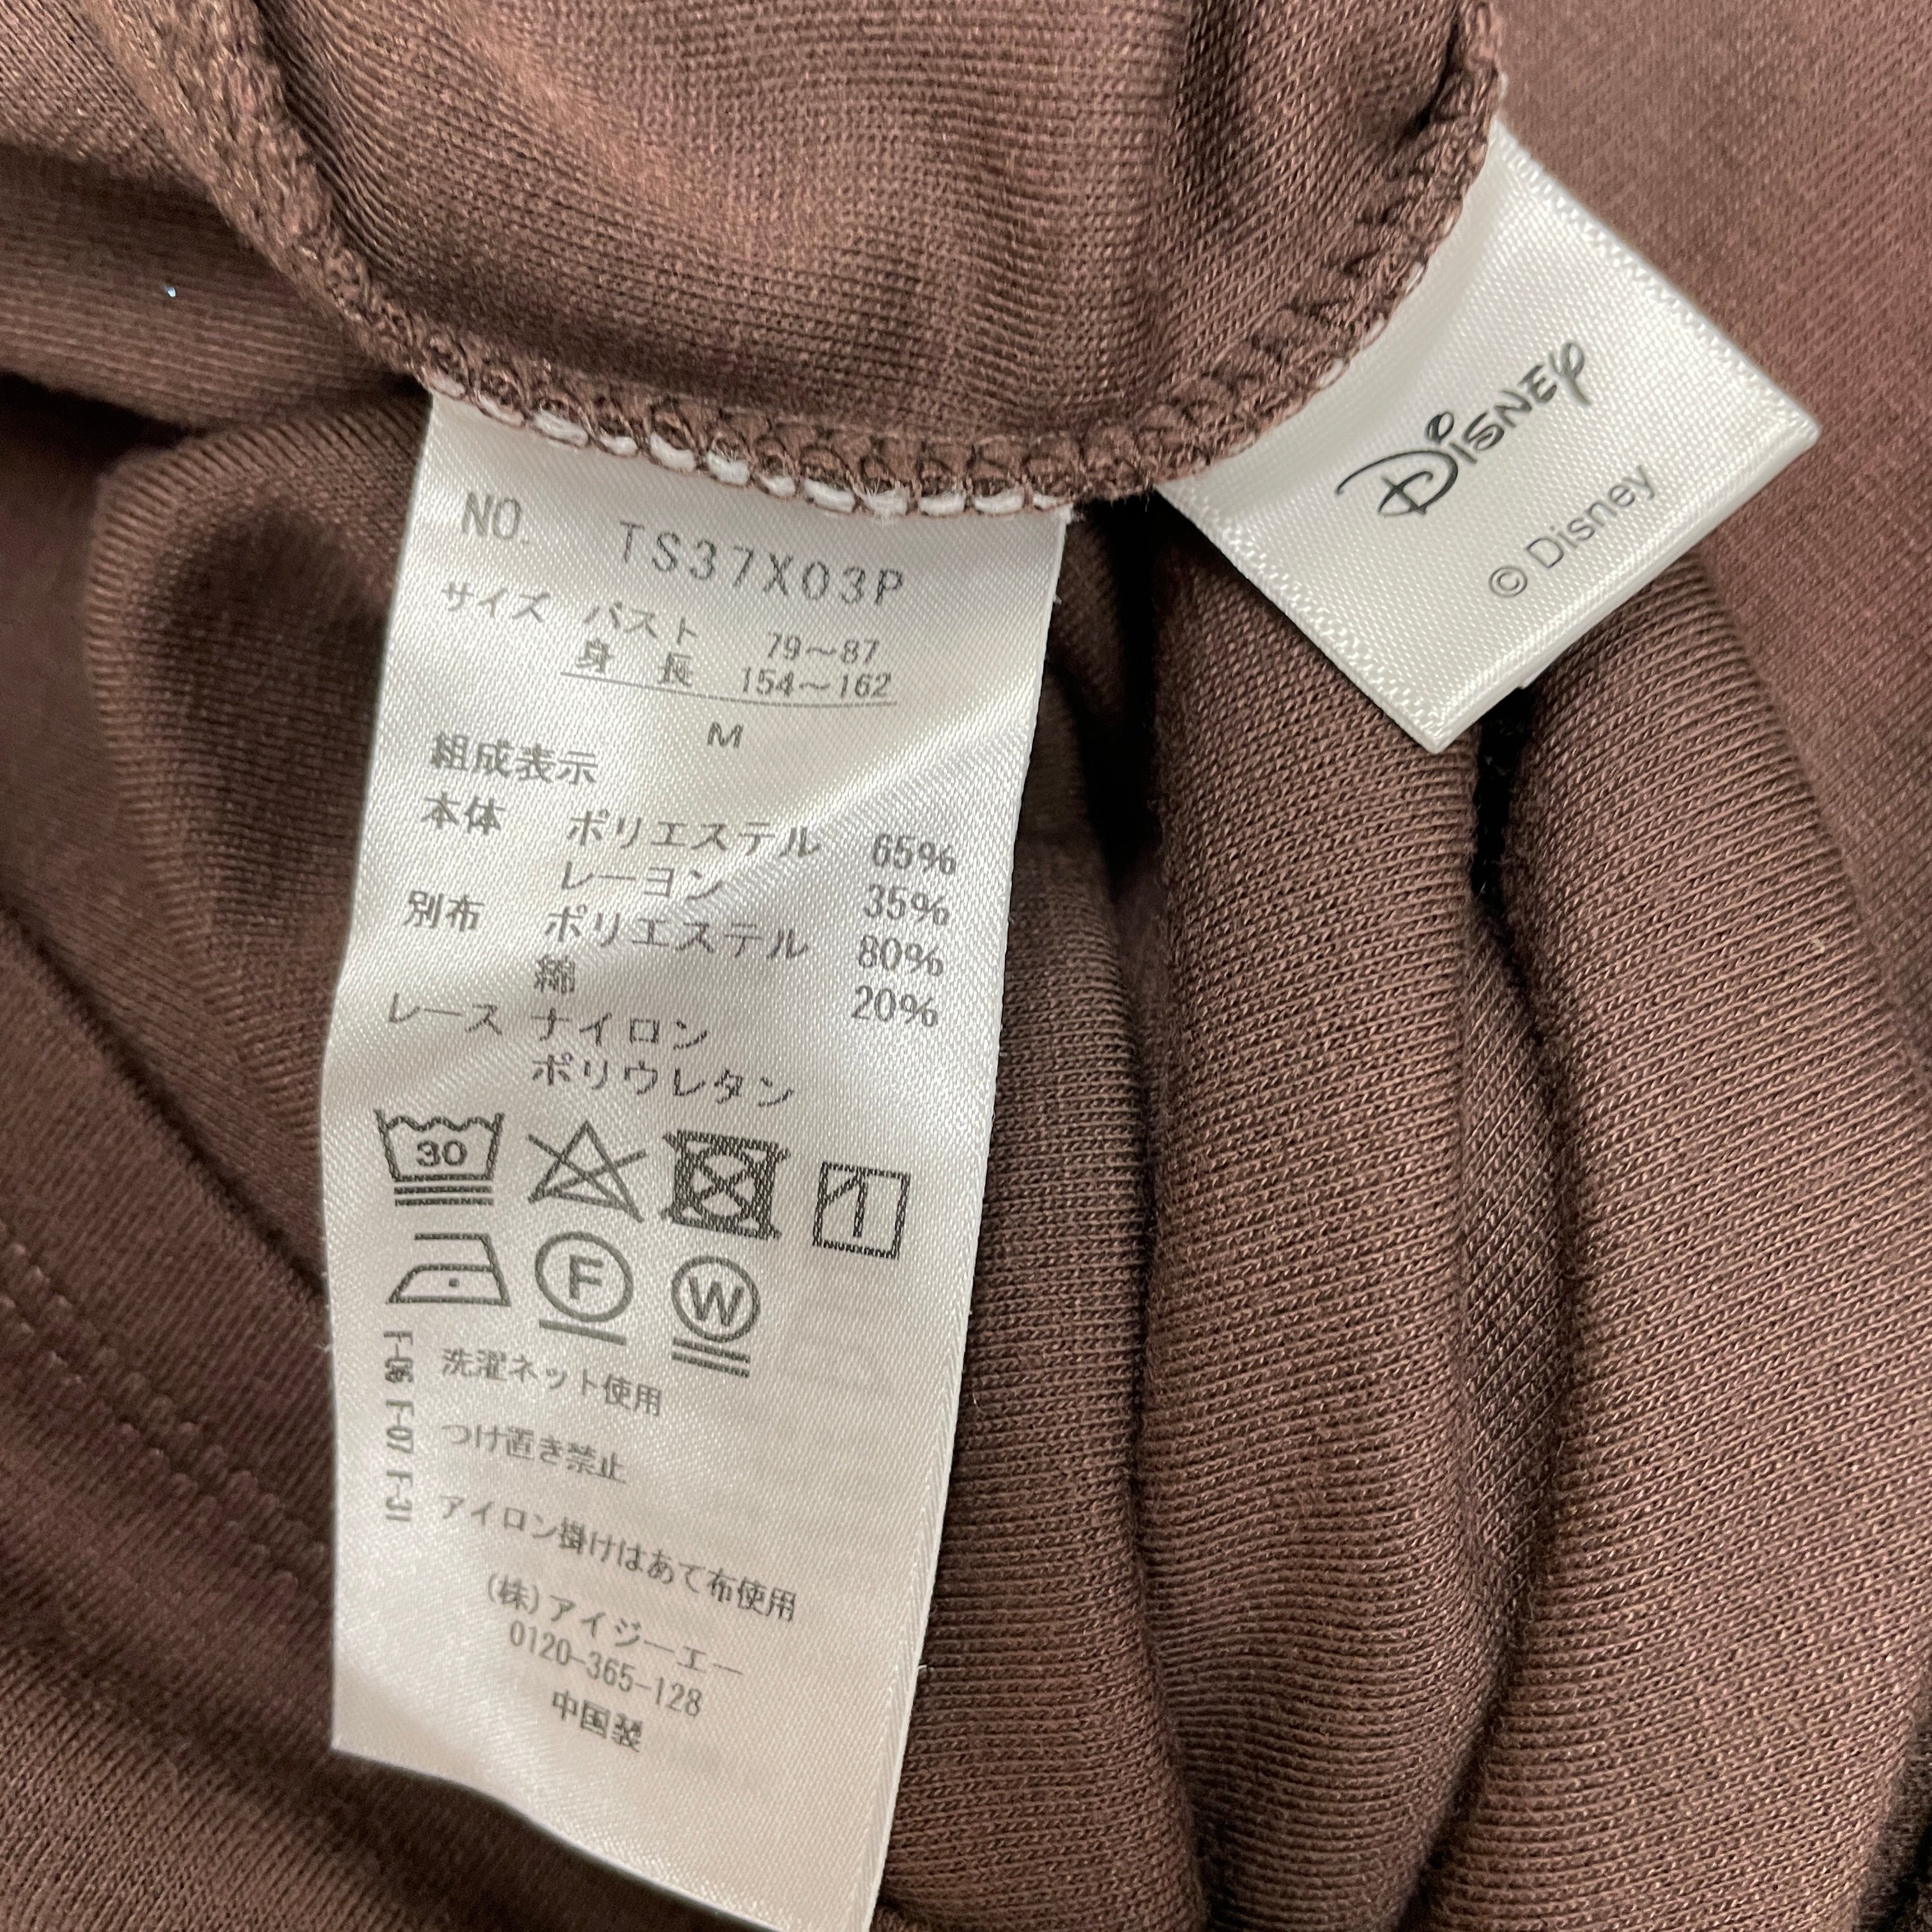 NO. TS37X03P
サイズ バスト 79～87
身 長 154～162
M
組成表示
本体 ポリエステル 65%
レーヨン 35%
別布 ポリエステル 80%
綿 20%
レース ナイロン
ポリウレタン
30
F
W
F-06 F-07 F-31
洗濯ネット使用
つけ置き禁止
アイロン掛けはあて布使用
(株)アイジーエー
0120-365-128
中国製
Disney
© Disney